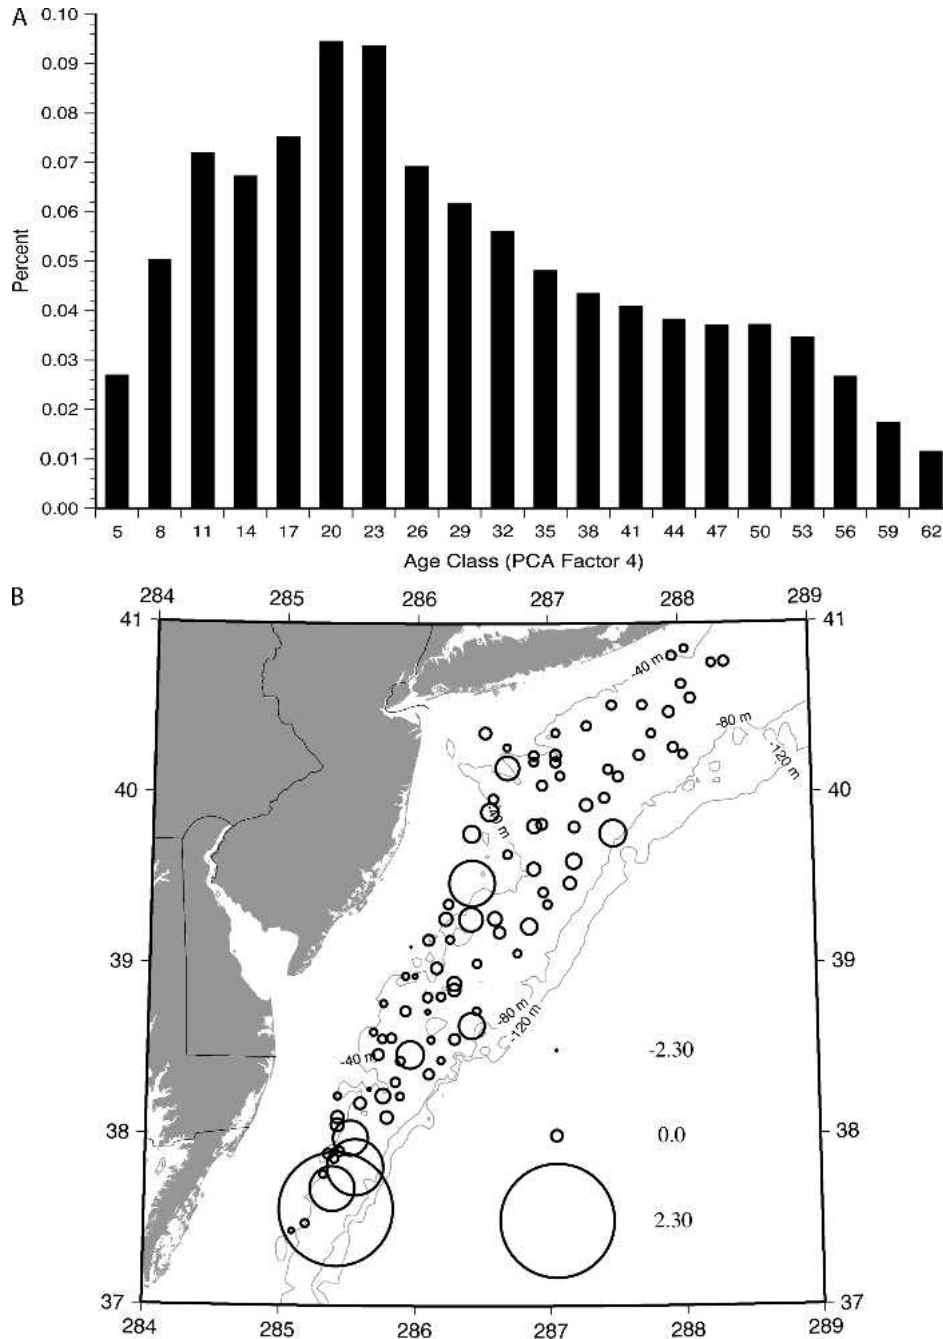 A
0.10
0.09
0.08
0.07
0.06
0.05
0.04
0.03
0.02
0.01
0.00
Percent
5 8 11 14 17 20 23 26 29 32 35 38 41 44 47 50 53 56 59 62
Age Class (PCA Factor 4)
B
284 285 286 287 288 289
41 41
-40 m
-80 m
-120 m
40 40
-40 m
39 39
-80 m
-120 m
-40 m
-2.30
38 0.0 38
2.30
37 37
284 285 286 287 288 289